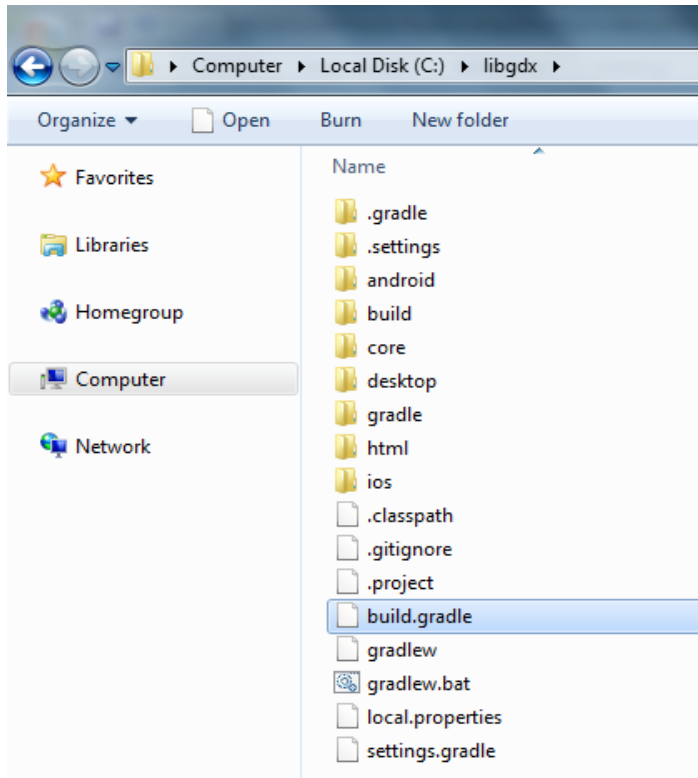 Computer Local Disk (C:) libgdx
Organize Open Burn New folder
Favorites
Libraries
Homegroup
Computer
Network
Name
.gradle
.settings
android
build
core
desktop
gradle
html
ios
.classpath
.gitignore
.project
build.gradle
gradlew
gradlew.bat
local.properties
settings.gradle